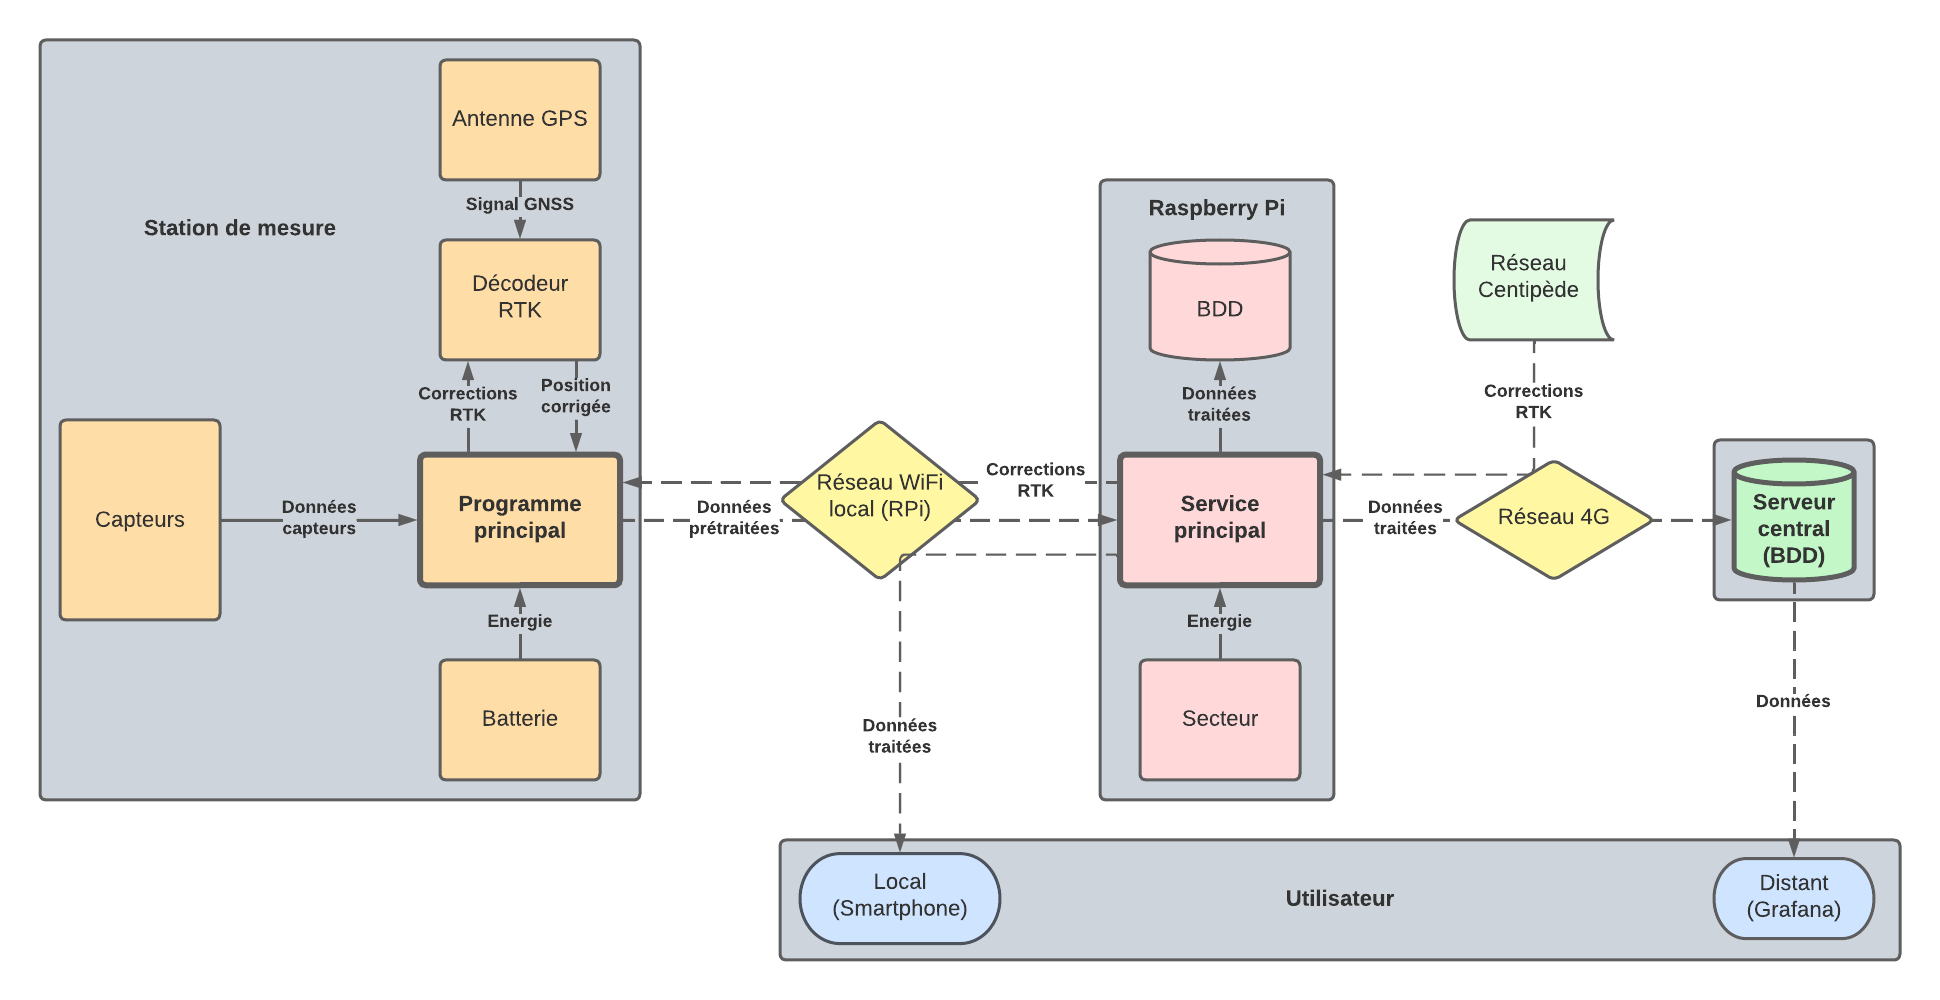 Antenne GPS
Signal GNSS
Station de mesure
Décodeur
RTK
Corrections
RTK
Position
corrigée
Capteurs
Données
capteurs
Programme
principal
Energie
Batterie
Données
prétraitées
Réseau WiFi
local (RPi)
Corrections
RTK
Données
traitées
Raspberry Pi
BDD
Données
traitées
Service
principal
Energie
Secteur
Réseau
Centipède
Corrections
RTK
Données
traitées
Réseau 4G
Serveur
central
(BDD)
Données
Local
(Smartphone)
Utilisateur
Distant
(Grafana)